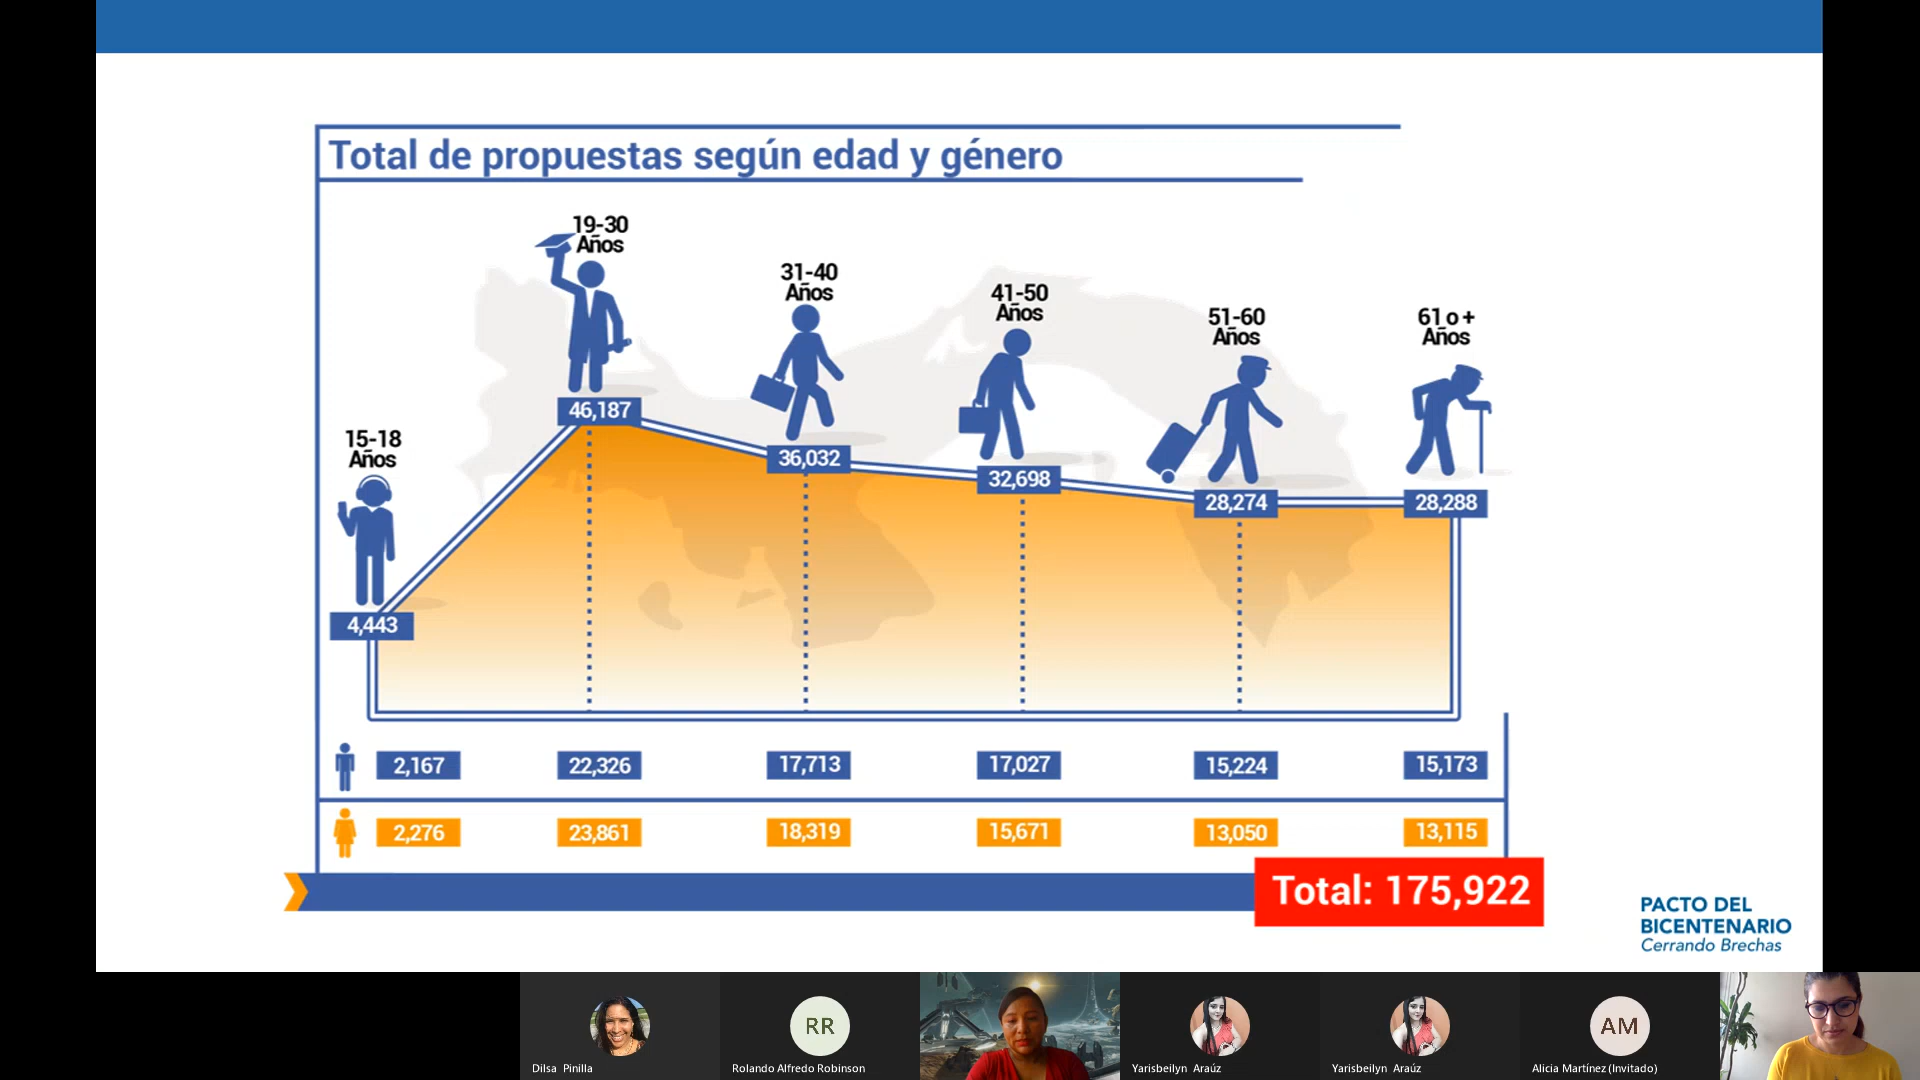 Total de propuestas según edad y género
19-30
Años
31-40
Años
41-50
Años
51-60
Años
61 o +
Años
15-18
Años
46,187
36,032
32,698
28,274
28,288
4,443
2,167 22,326 17,713 17,027 15,224 15,173
2,276 23,861 18,319 15,671 13,050 13,115
Total: 175,922
PACTO DEL
BICENTENARIO
Cerrando Brechas
RR
AM
Dilsa Pinilla
Rolando Alfredo Robinson
Yarisbeilyn Araúz
Yarisbeilyn Araúz
Alicia Martínez (Invitado)